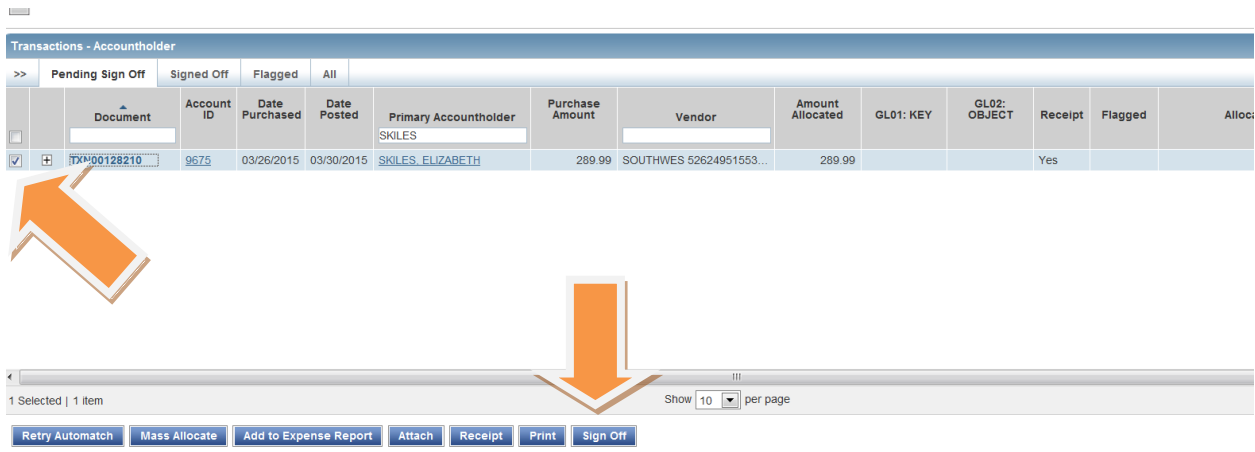 Transactions - Accountholder
>> Pending Sign Off Signed Off Flagged All
Document Account ID Date Purchased Date Posted Primary Accountholder Purchase Amount Vendor Amount Allocated GL01: KEY GL02: OBJECT Receipt Flagged Alloca
SKILES
TXN00128210 9675 03/26/2015 03/30/2015 SKILES, ELIZABETH 289.99 SOUTHWES 52624951553... 289.99 Yes
1 Selected | 1 item Show 10 per page
Retry Automatch Mass Allocate Add to Expense Report Attach Receipt Print Sign Off